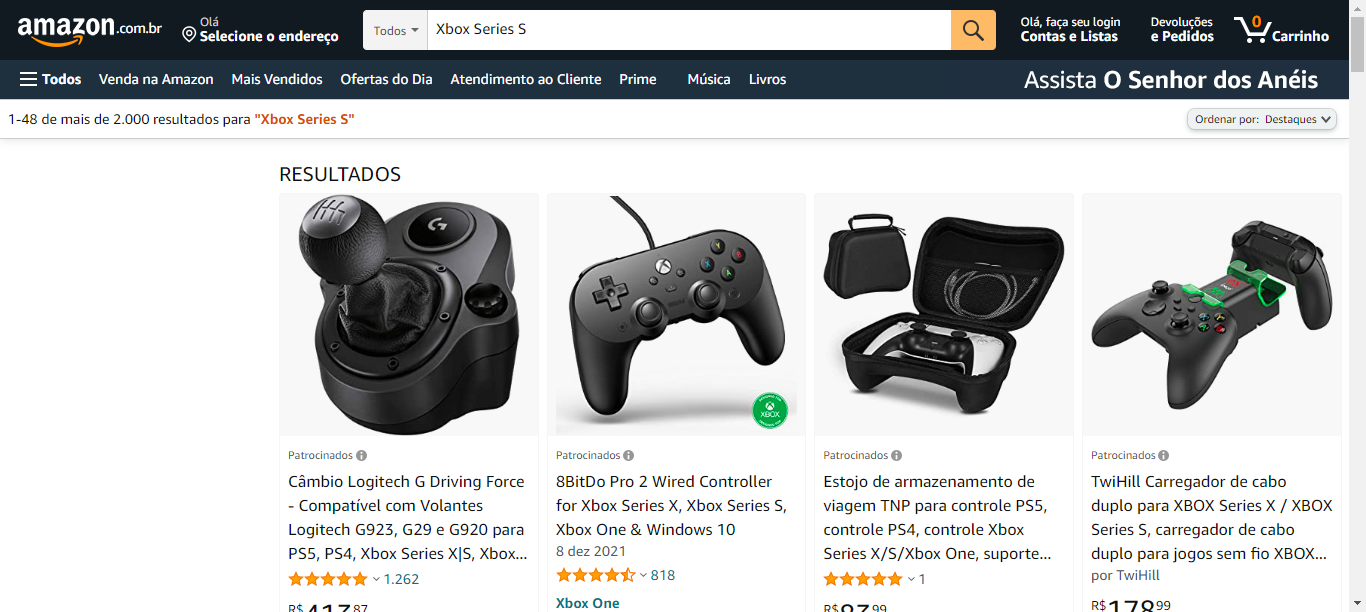 amazon.com.br
Olá
Selecione o endereço
Todos
Xbox Series S
Olá, faça seu login
Contas e Listas
Devoluções
e Pedidos
0
Carrinho
Todos
Venda na Amazon
Mais Vendidos
Ofertas do Dia
Atendimento ao Cliente
Prime
Música
Livros
Assista O Senhor dos Anéis
1-48 de mais de 2.000 resultados para "Xbox Series S"
Ordenar por: Destaques
RESULTADOS
G
XBOX
Patrocinados
Câmbio Logitech G Driving Force
- Compatível com Volantes
Logitech G923, G29 e G920 para
PS5, PS4, Xbox Series X|S, Xbox...
1.262
R$
87
Patrocinados
8BitDo Pro 2 Wired Controller
for Xbox Series X, Xbox Series S,
Xbox One & Windows 10
8 dez 2021
818
Xbox One
Patrocinados
Estojo de armazenamento de
viagem TNP para controle PS5,
controle PS4, controle Xbox
Series X/S/Xbox One, suporte...
1
R$
99
Patrocinados
TwiHill Carregador de cabo
duplo para XBOX Series X / XBOX
Series S, carregador de cabo
duplo para jogos sem fio XBOX...
por TwiHill
R$17899